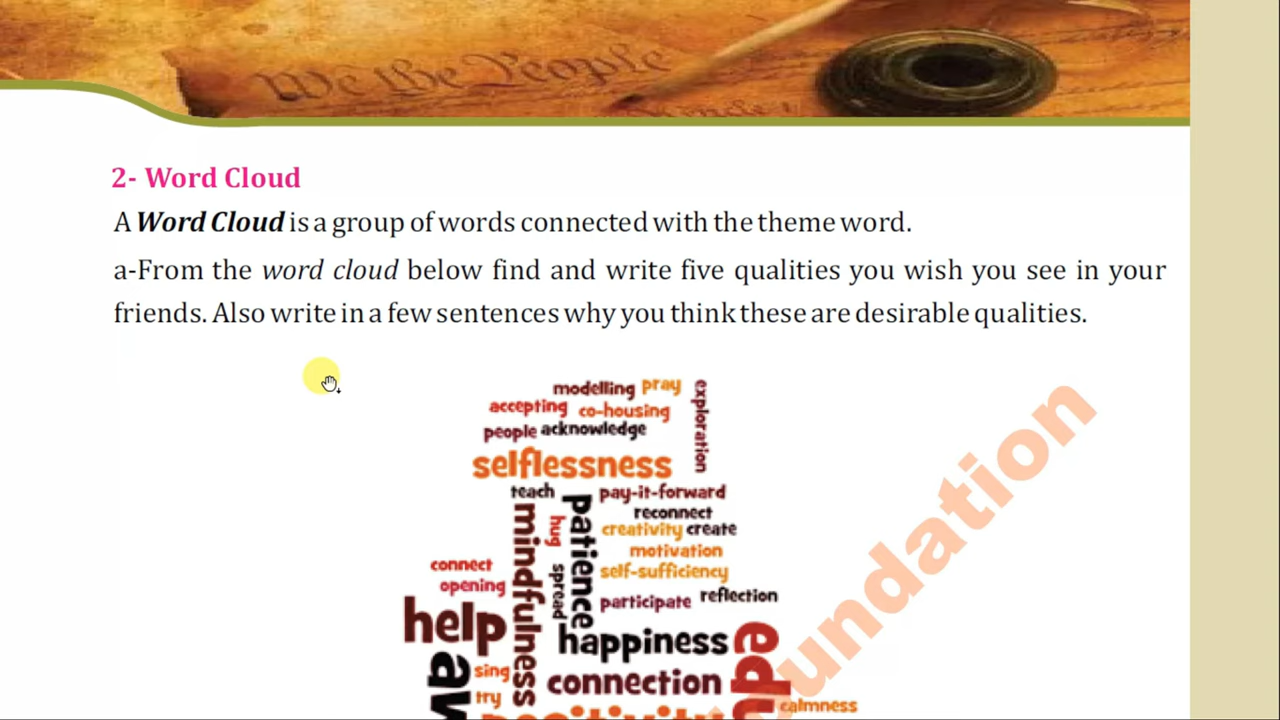 We the People
2- Word Cloud
A Word Cloud is a group of words connected with the theme word.
a-From the word cloud below find and write five qualities you wish you see in your
friends. Also write in a few sentences why you think these are desirable qualities.
modelling pray
exploration
accepting co-housing
people acknowledge
selflessness
teach
pay-it-forward
patience
mindfulness
hug
reconnect
creativity create
motivation
connect
spread
self-sufficiency
opening
participate reflection
help
happiness
sing
connection
try
calmness
undation